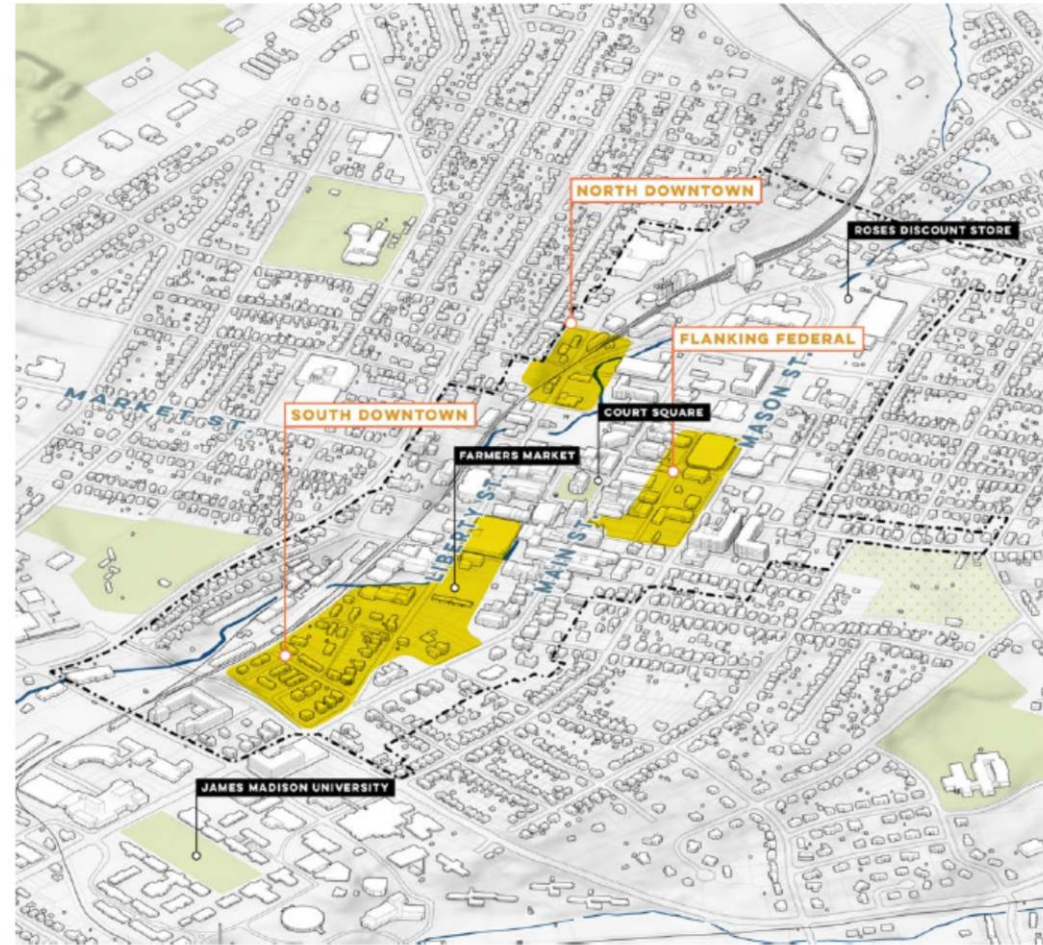 NORTH DOWNTOWN
ROSES DISCOUNT STORE
FLANKING FEDERAL
MARKET ST
SOUTH DOWNTOWN
COURT SQUARE
MASON ST.
FARMERS MARKET
LIBERTY ST.
MAIN ST.
JAMES MADISON UNIVERSITY